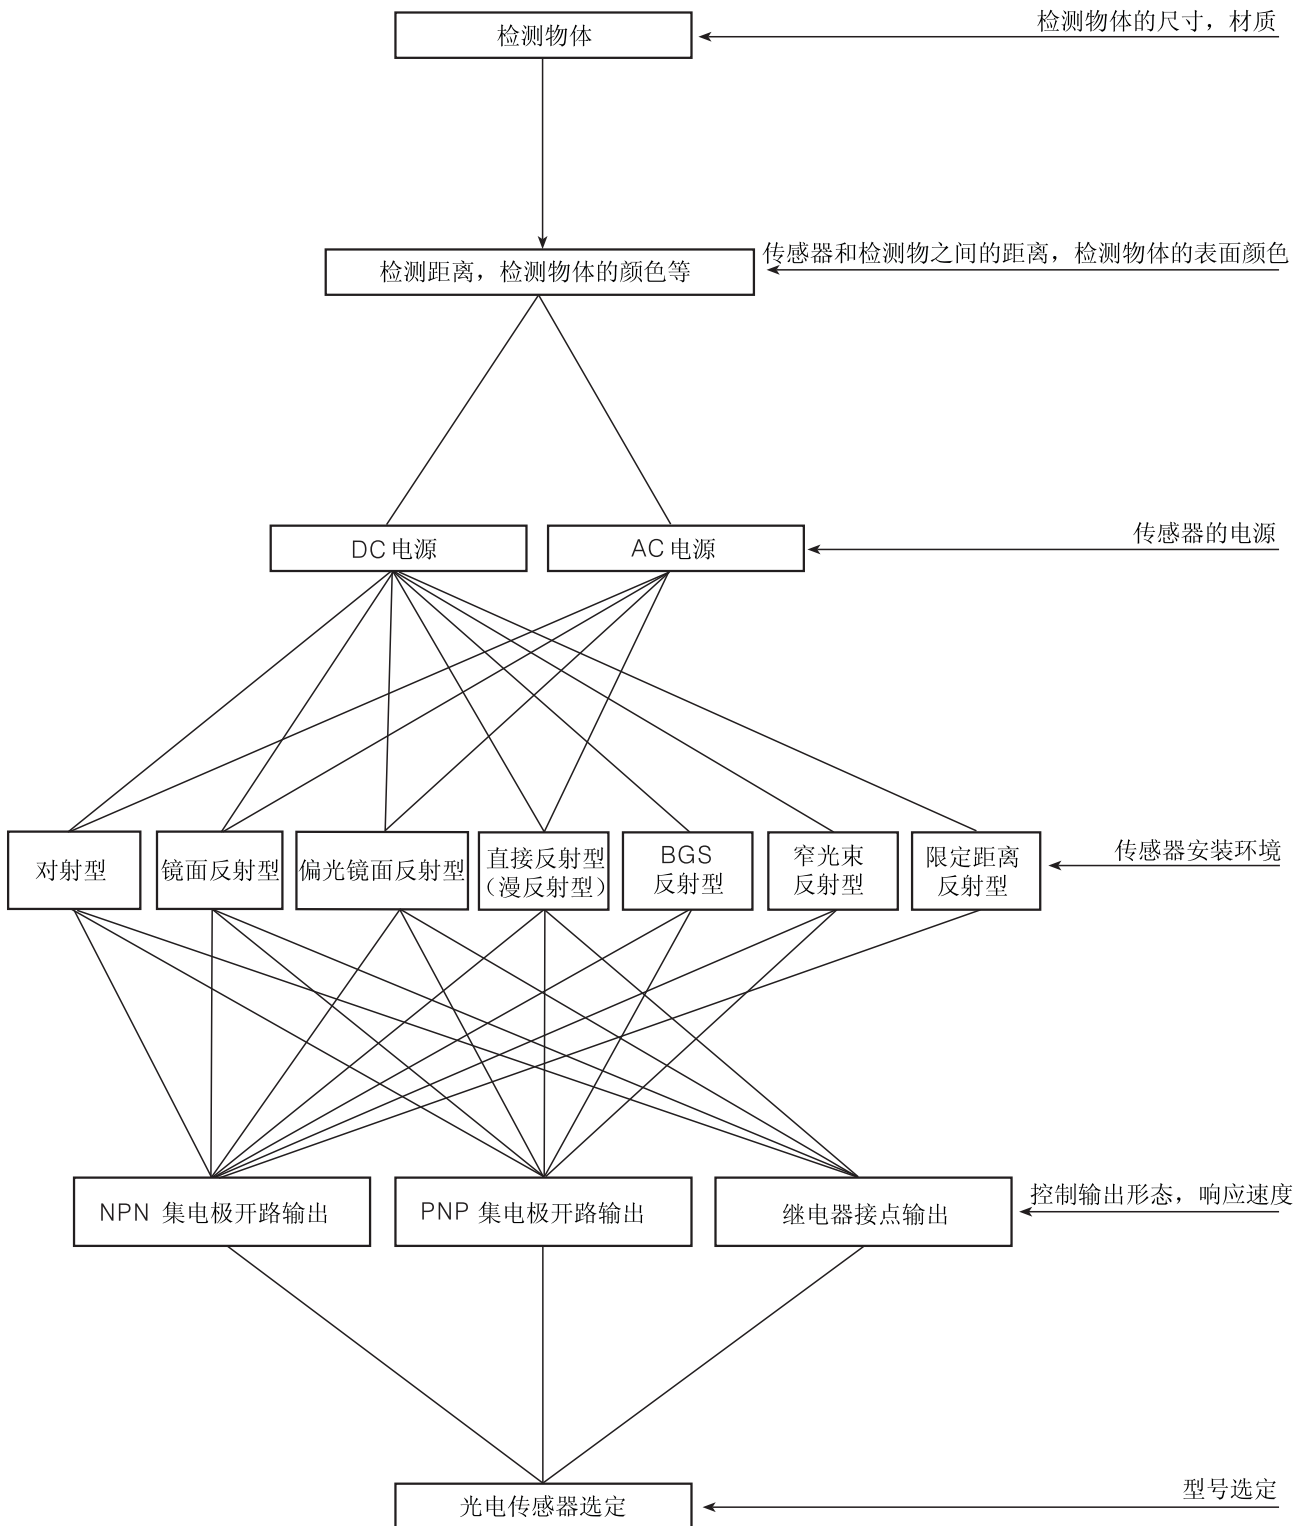 检测物体
检测物体的尺寸，材质
检测距离，检测物体的颜色等
传感器和检测物之间的距离，检测物体的表面颜色
DC 电源
AC 电源
传感器的电源
对射型
镜面反射型
偏光镜面反射型
直接反射型
（漫反射型）
BGS
反射型
窄光束
反射型
限定距离
反射型
传感器安装环境
NPN 集电极开路输出
PNP 集电极开路输出
继电器接点输出
控制输出形态，响应速度
光电传感器选定
型号选定